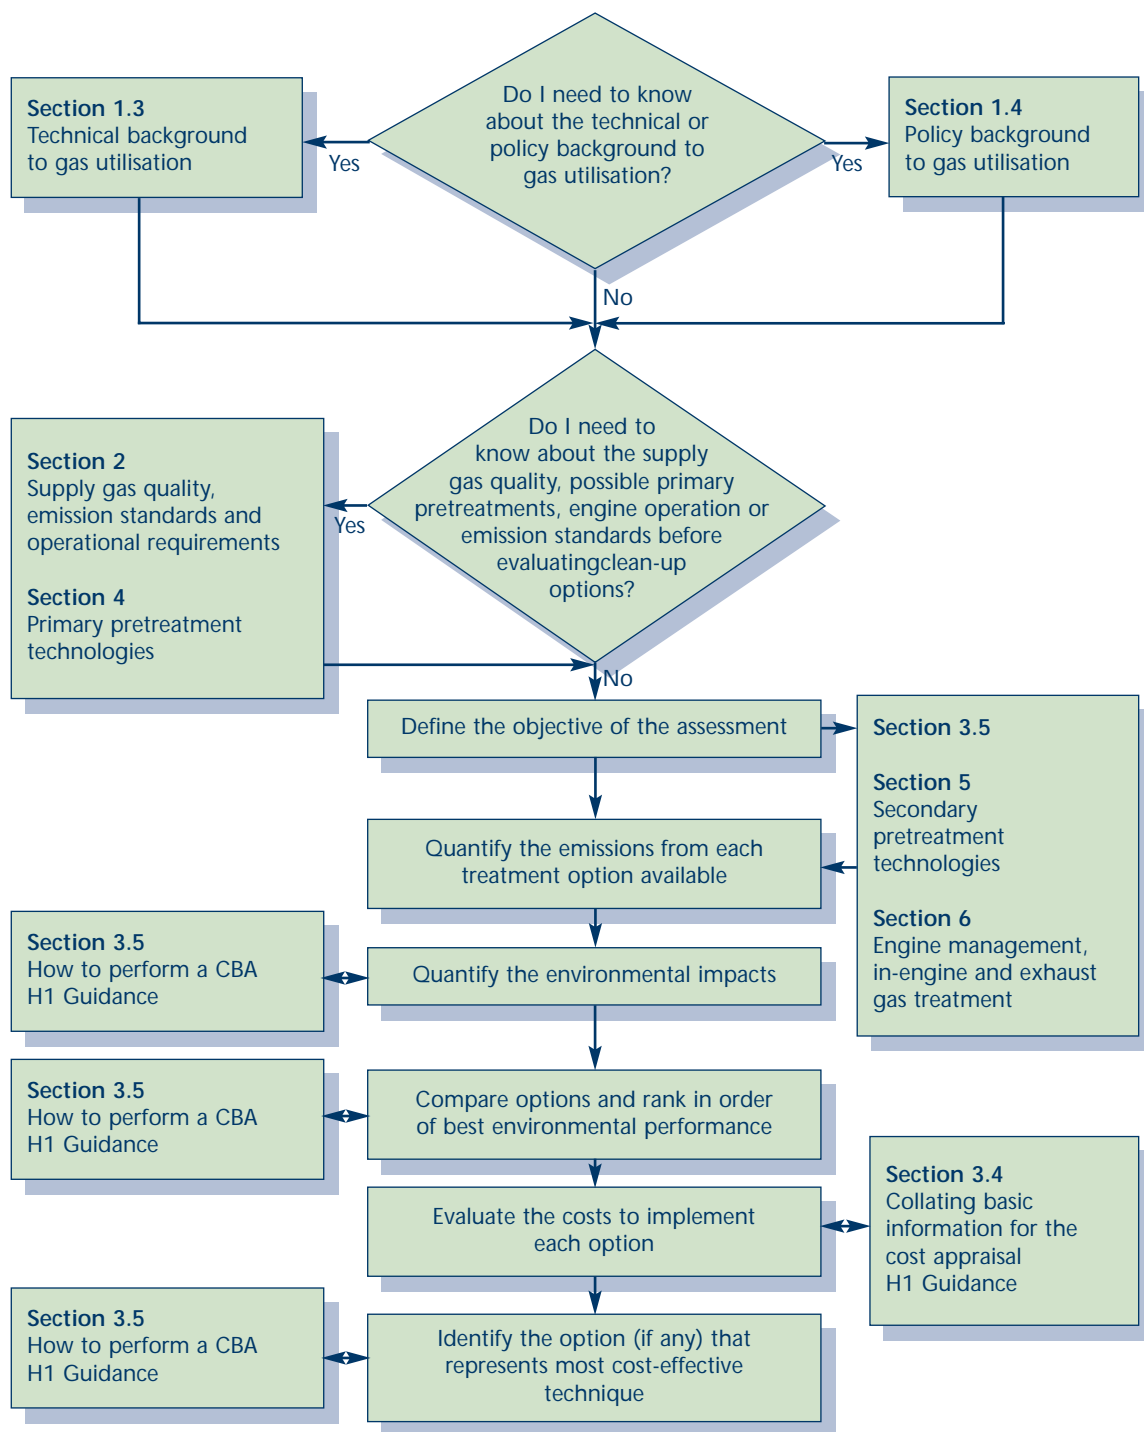 Do I need to know
about the technical or
policy background to
gas utilisation?
Section 1.3
Technical background
to gas utilisation
Yes
Yes
Section 1.4
Policy background
to gas utilisation
No
Do I need to
know about the supply
gas quality, possible primary
pretreatments, engine operation or
emission standards before
evaluatingclean-up
options?
Yes
Section 2
Supply gas quality,
emission standards and
operational requirements
Section 4
Primary pretreatment
technologies
No
Define the objective of the assessment
Section 3.5
Section 5
Secondary
pretreatment
technologies
Section 6
Engine management,
in-engine and exhaust
gas treatment
Quantify the emissions from each
treatment option available
Section 3.5
How to perform a CBA
H1 Guidance
Quantify the environmental impacts
Section 3.5
How to perform a CBA
H1 Guidance
Compare options and rank in order
of best environmental performance
Evaluate the costs to implement
each option
Section 3.4
Collating basic
information for the
cost appraisal
H1 Guidance
Section 3.5
How to perform a CBA
H1 Guidance
Identify the option (if any) that
represents most cost-effective
technique